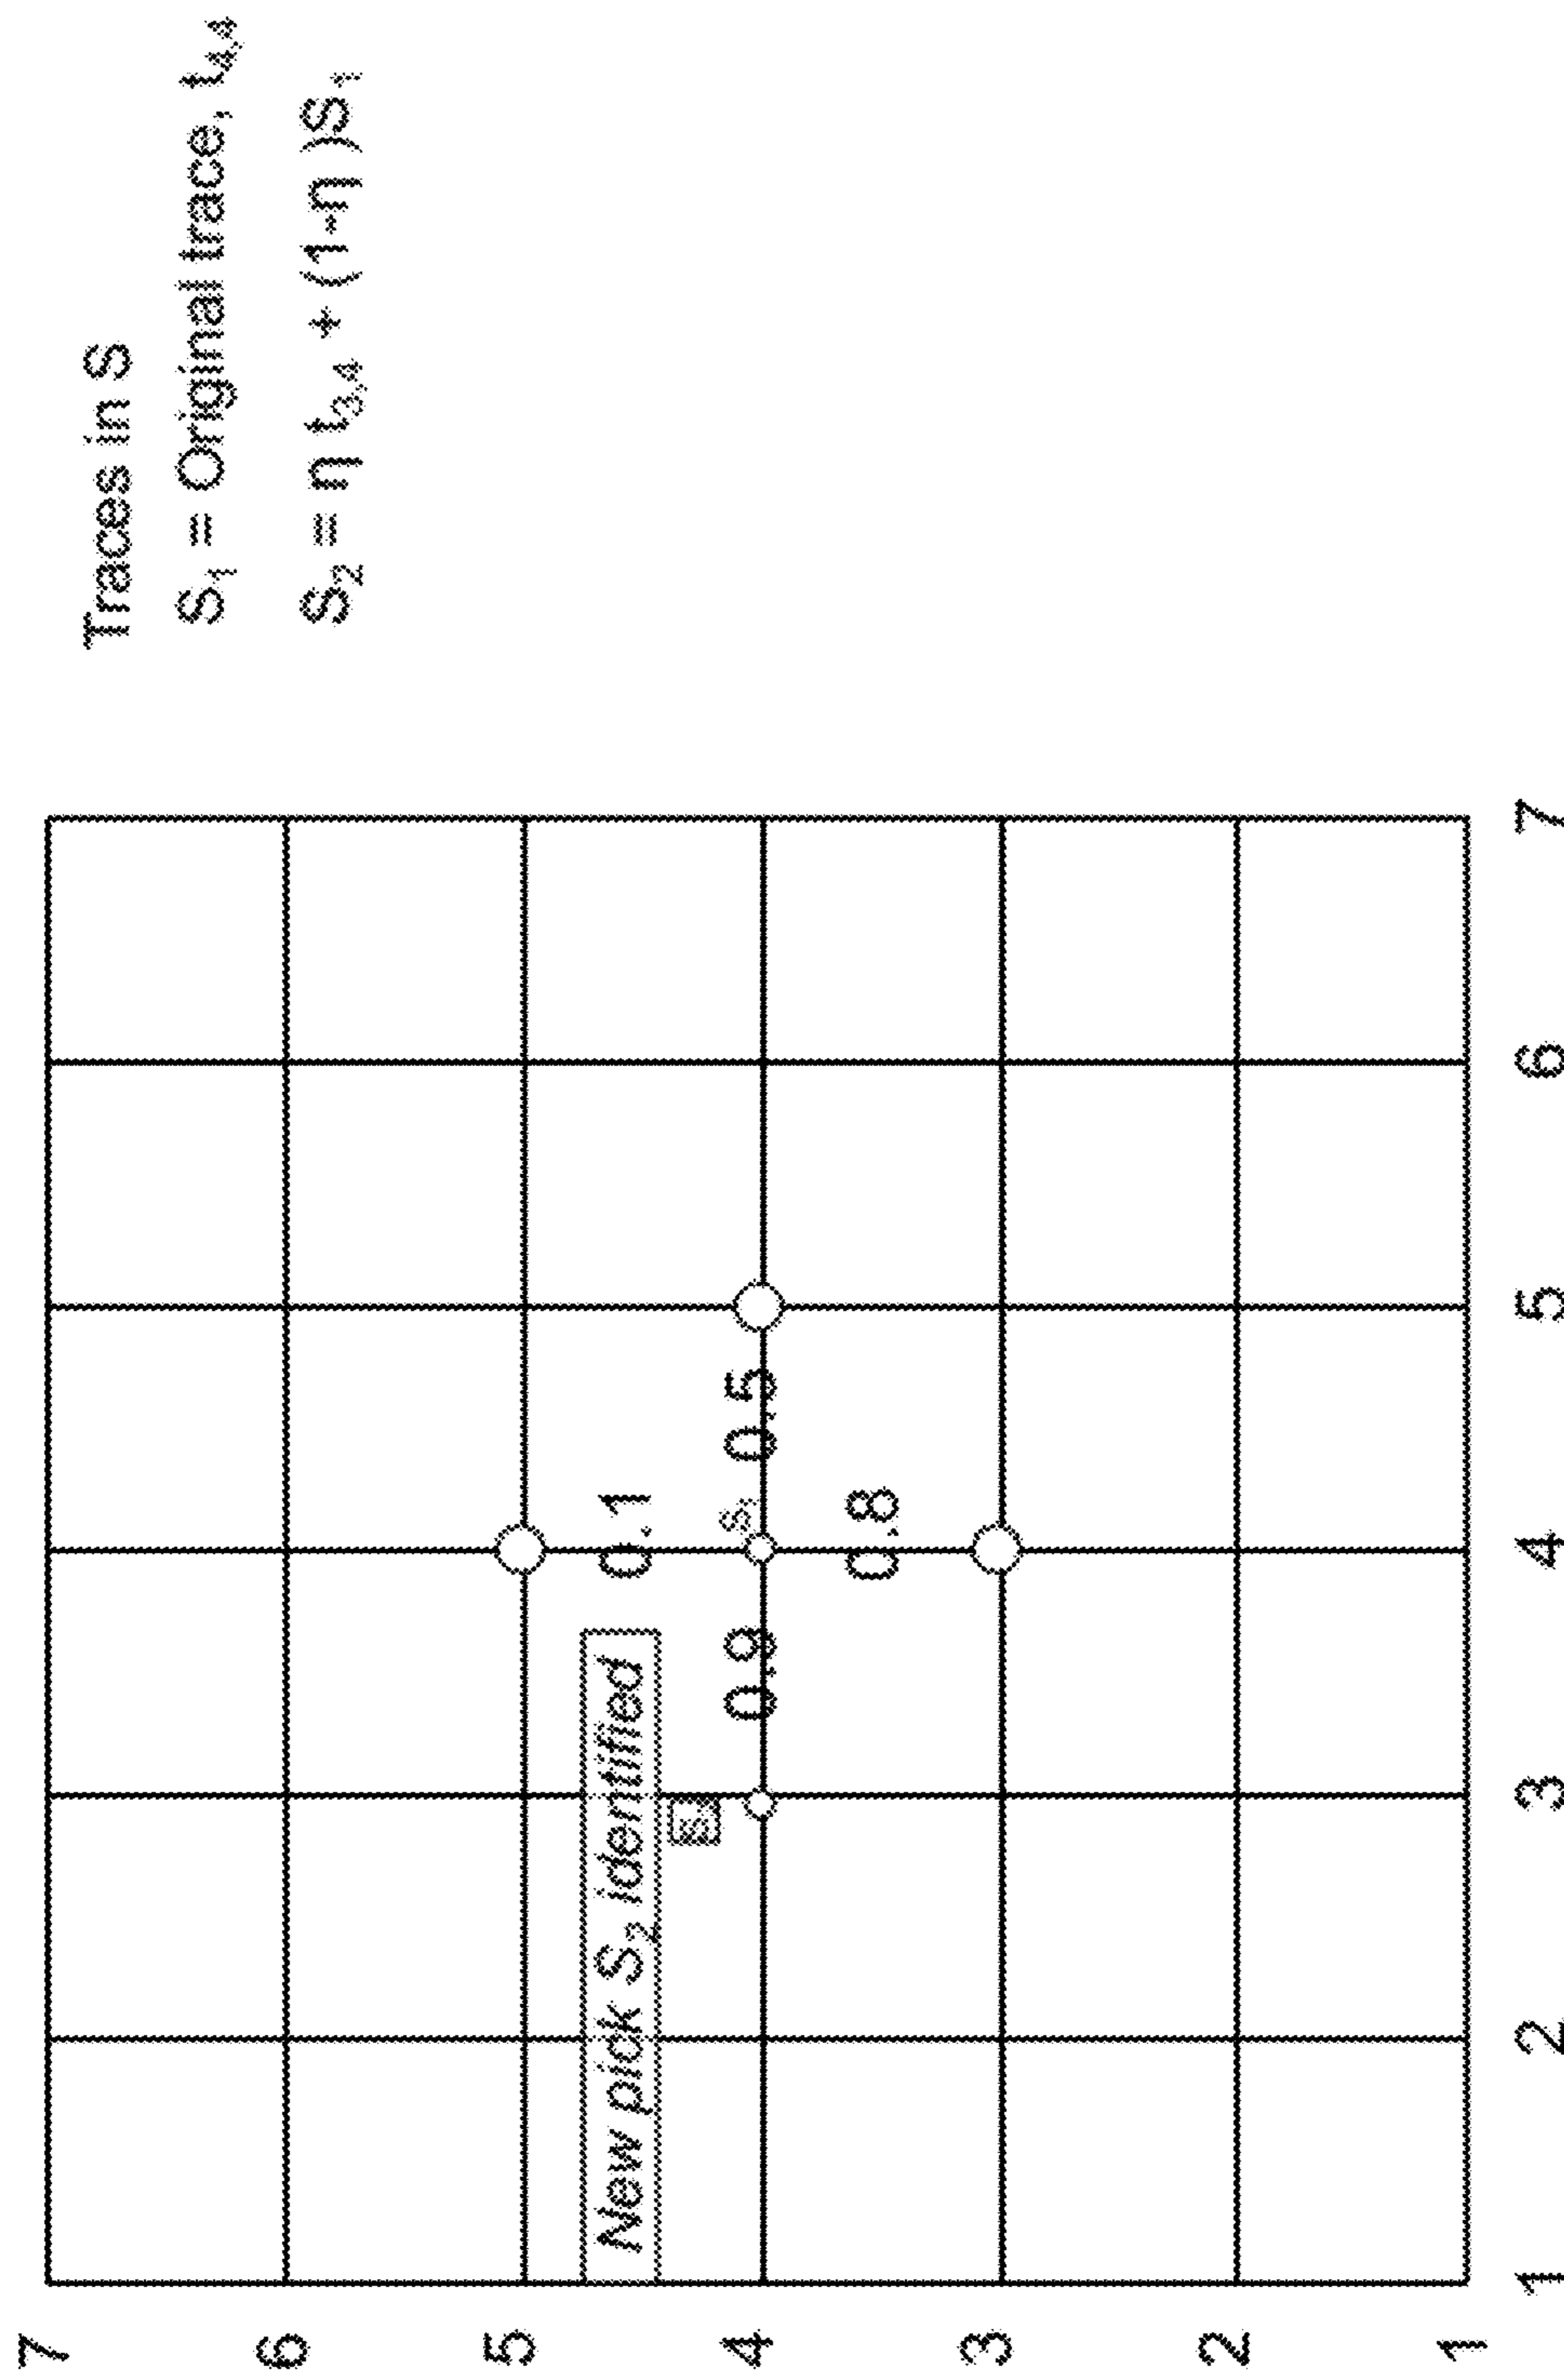 Traces in S
S₁ = Original trace, t₄,₄
S₂ = η t₃,₄ + (1-η )S₁
7
6
5
New pick S₂ identified
0.1
S₁
4
0.9
0.5
0.8
3
2
1
1 2 3 4 5 6 7